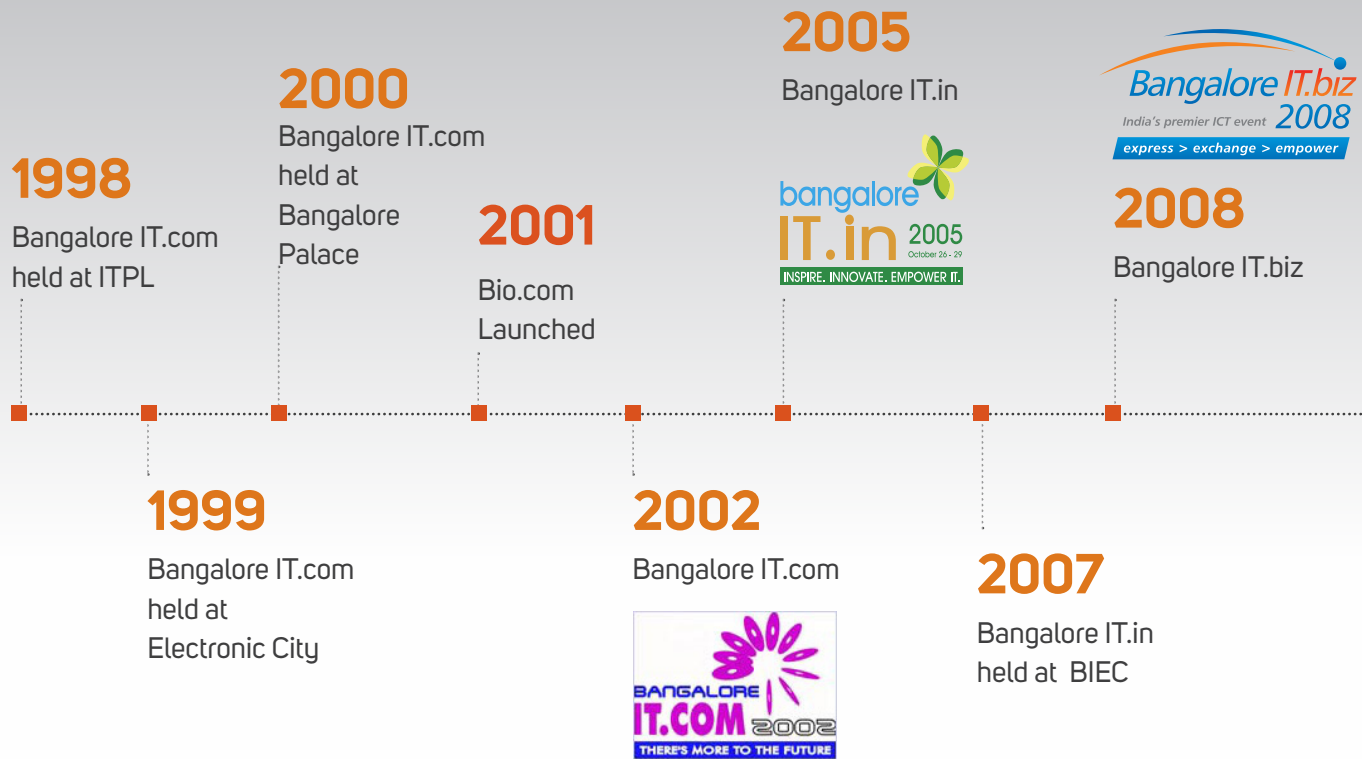 1998
Bangalore IT.com
held at ITPL
1999
Bangalore IT.com
held at
Electronic City
2000
Bangalore IT.com
held at
Bangalore
Palace
2001
Bio.com
Launched
2002
Bangalore IT.com
BANGALORE
IT.COM 2002
THERE'S MORE TO THE FUTURE
2005
Bangalore IT.in
bangalore
IT.in 2005
October 26 - 29
INSPIRE. INNOVATE. EMPOWER IT.
2007
Bangalore IT.in
held at BIEC
Bangalore IT.biz
India's premier ICT event 2008
express > exchange > empower
2008
Bangalore IT.biz